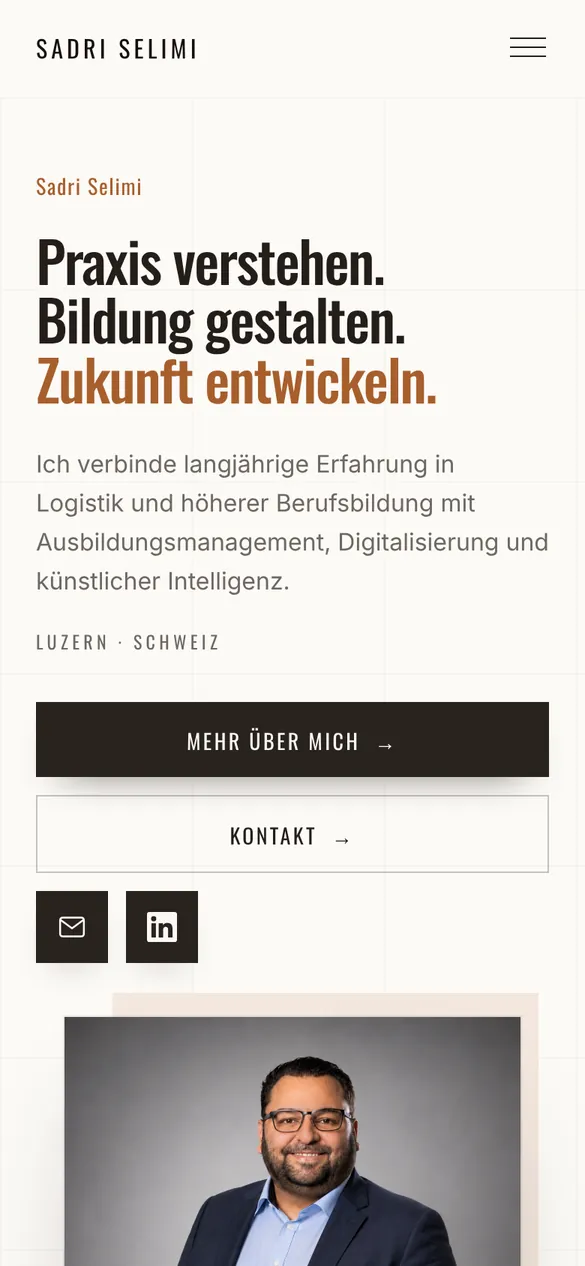 SADRI SELIMI
Sadri Selimi
Praxis verstehen.
Bildung gestalten.
Zukunft entwickeln.
Ich verbinde langjährige Erfahrung in
Logistik und höherer Berufsbildung mit
Ausbildungsmanagement, Digitalisierung und
künstlicher Intelligenz.
LUZERN · SCHWEIZ
MEHR ÜBER MICH →
KONTAKT →
in